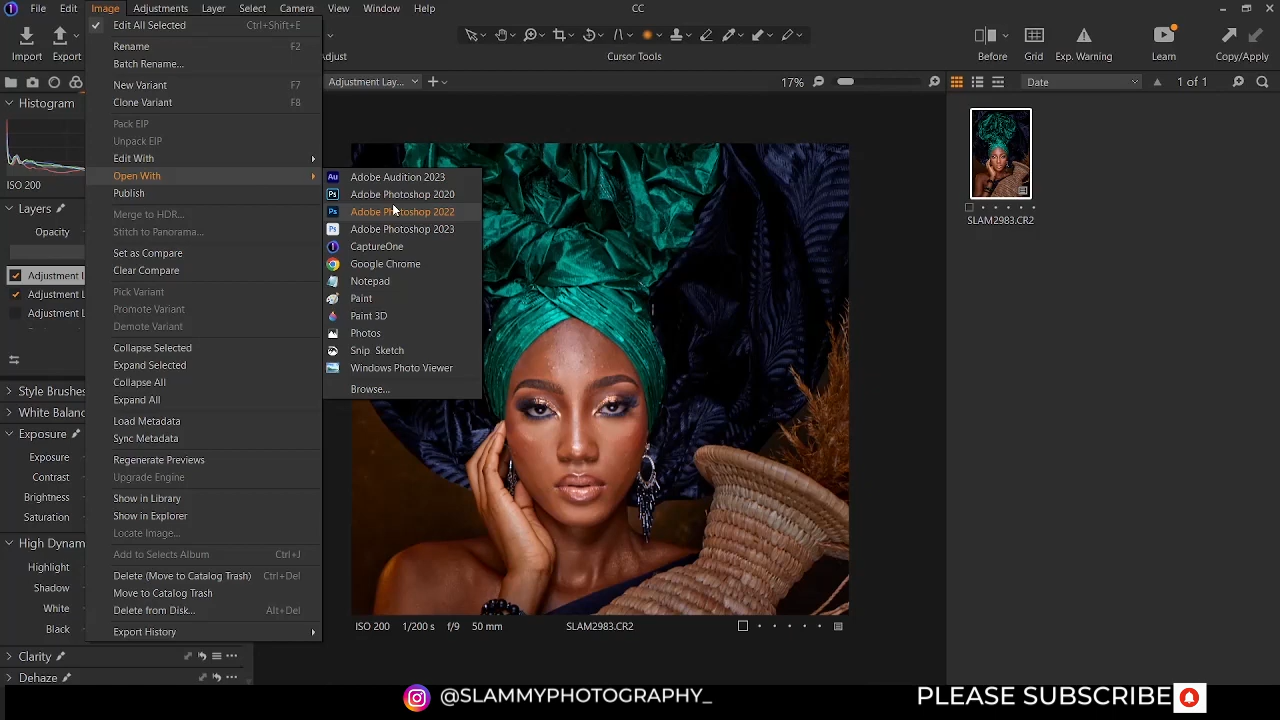 File Edit Image Adjustments Layer Select Camera View Window Help
CC
Import Export
Adjust
Cursor Tools
Before Grid Exp. Warning Learn Copy/Apply
Edit All Selected Ctrl+Shift+E
Rename F2
Batch Rename...
New Variant F7
Clone Variant F8
Pack EIP
Unpack EIP
Edit With
Open With
Publish
Merge to HDR...
Stitch to Panorama...
Set as Compare
Clear Compare
Pick Variant
Promote Variant
Demote Variant
Collapse Selected
Expand Selected
Collapse All
Expand All
Load Metadata
Sync Metadata
Regenerate Previews
Upgrade Engine
Show in Library
Show in Explorer
Locate Image...
Add to Selects Album Ctrl+J
Delete (Move to Catalog Trash) Ctrl+Del
Move to Catalog Trash
Delete from Disk... Alt+Del
Export History
Au Adobe Audition 2023
Ps Adobe Photoshop 2020
Ps Adobe Photoshop 2022
Ps Adobe Photoshop 2023
CaptureOne
Google Chrome
Notepad
Paint
Paint 3D
Photos
Snip Sketch
Windows Photo Viewer
Browse...
Histogram
ISO 200
Layers
Opacity
Adjustment l
Adjustment L
Adjustment L
Style Brushes
White Balanc
Exposure
Exposure
Contrast
Brightness
Saturation
High Dynam
Highlight
Shadow
White
Black
Clarity
Dehaze
Adjustment Lay...
17%
Date
1 of 1
SLAM2983.CR2
ISO 200 1/200 s f/9 50 mm SLAM2983.CR2
@SLAMMYPHOTOGRAPHY_
PLEASE SUBSCRIBE